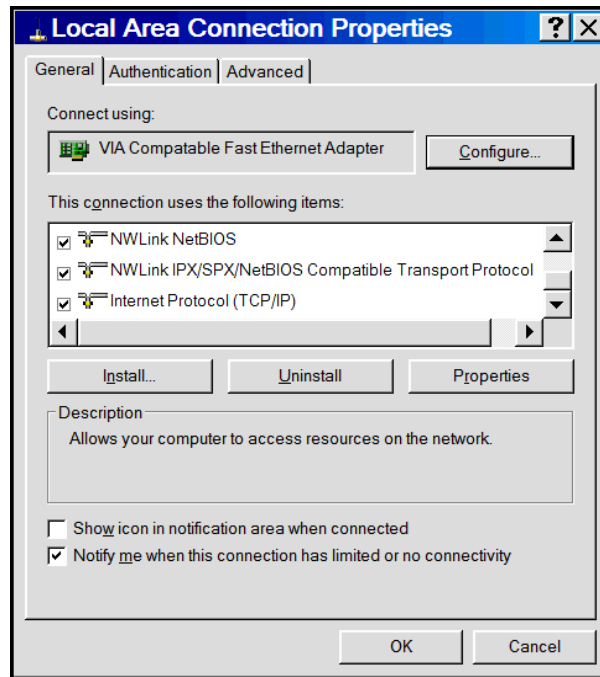 Local Area Connection Properties
General Authentication Advanced
Connect using:
VIA Compatable Fast Ethernet Adapter Configure...
This connection uses the following items:
NWLink NetBIOS
NWLink IPX/SPX/NetBIOS Compatible Transport Protocol
Internet Protocol (TCP/IP)
Install... Uninstall Properties
Description
Allows your computer to access resources on the network.
Show icon in notification area when connected
Notify me when this connection has limited or no connectivity
OK Cancel